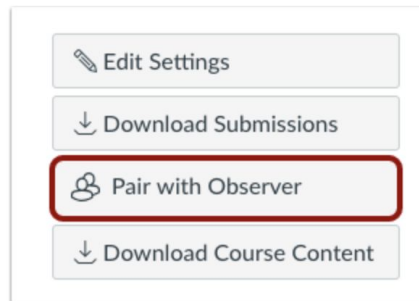 Edit Settings
Download Submissions
Pair with Observer
Download Course Content